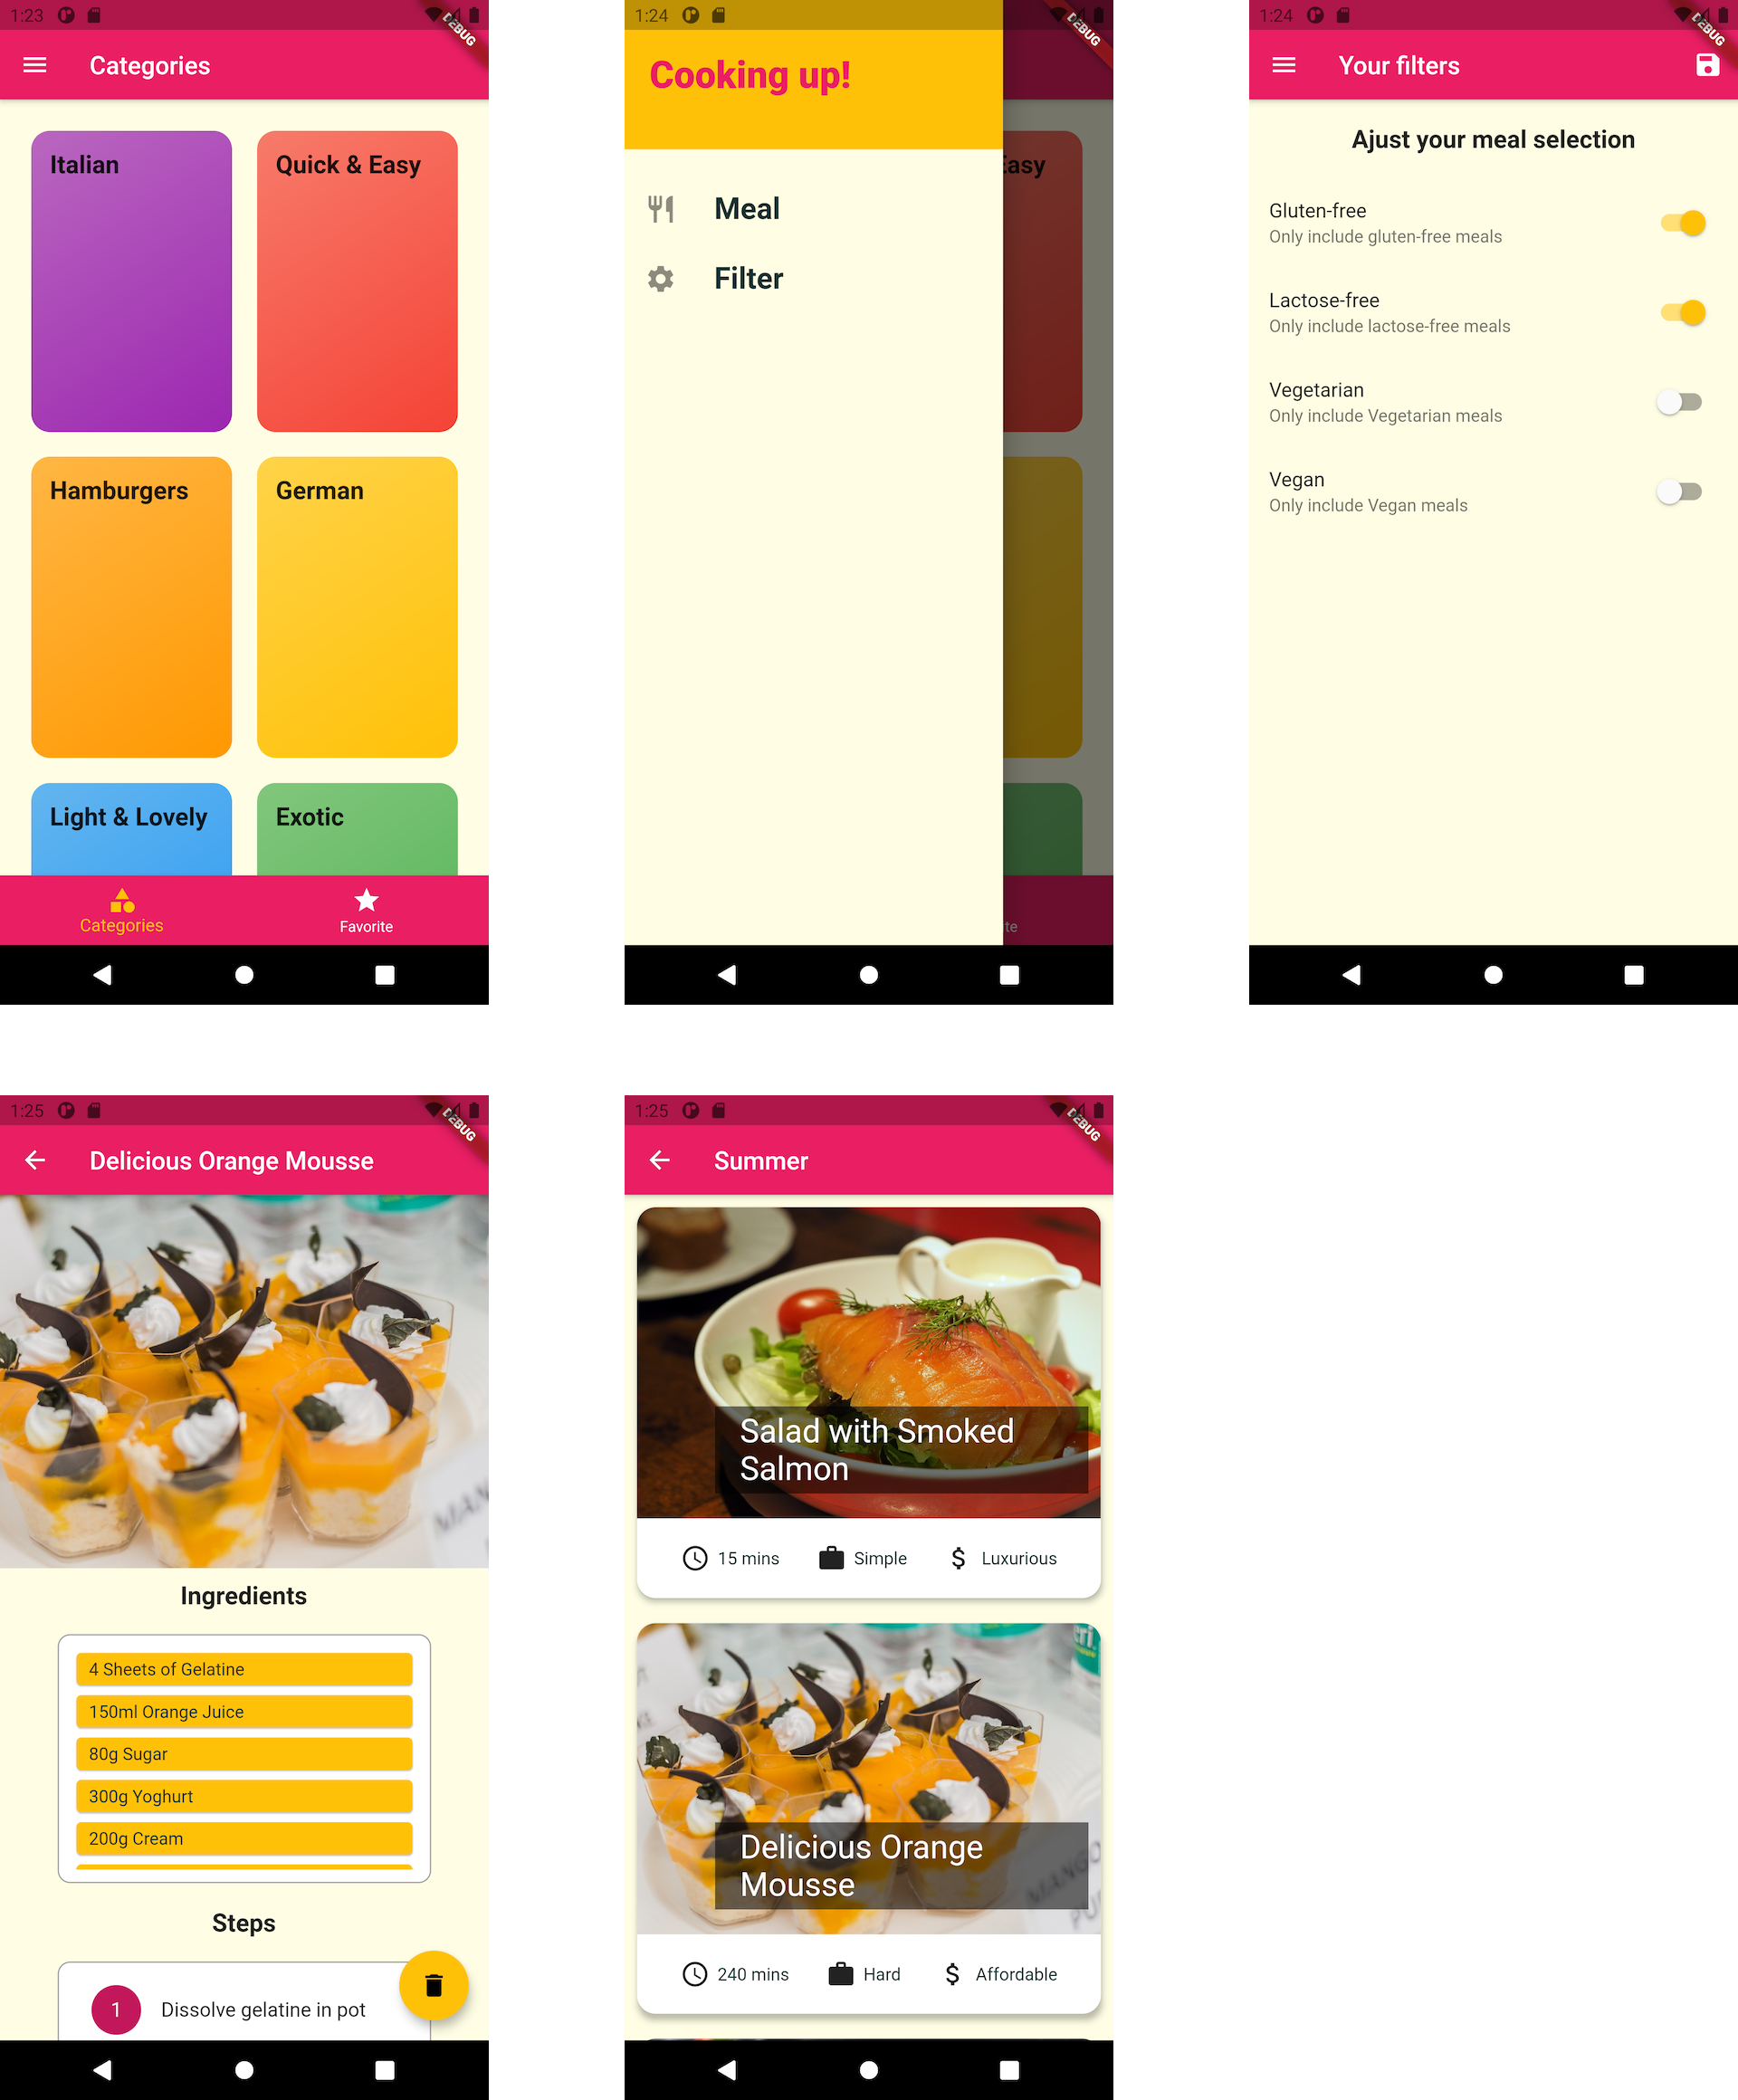 1:23
DEBUG
Categories
Italian
Quick & Easy
Hamburgers
German
Light & Lovely
Exotic
Categories
Favorite
1:24
DEBUG
Cooking up!
Easy
Meal
Filter
te
1:24
DEBUG
Your filters
Ajust your meal selection
Gluten-free
Only include gluten-free meals
Lactose-free
Only include lactose-free meals
Vegetarian
Only include Vegetarian meals
Vegan
Only include Vegan meals
1:25
DEBUG
Delicious Orange Mousse
Ingredients
4 Sheets of Gelatine
150ml Orange Juice
80g Sugar
300g Yoghurt
200g Cream
Steps
1 Dissolve gelatine in pot
1:25
DEBUG
Summer
Salad with Smoked
Salmon
15 mins Simple $ Luxurious
Delicious Orange
Mousse
240 mins Hard $ Affordable